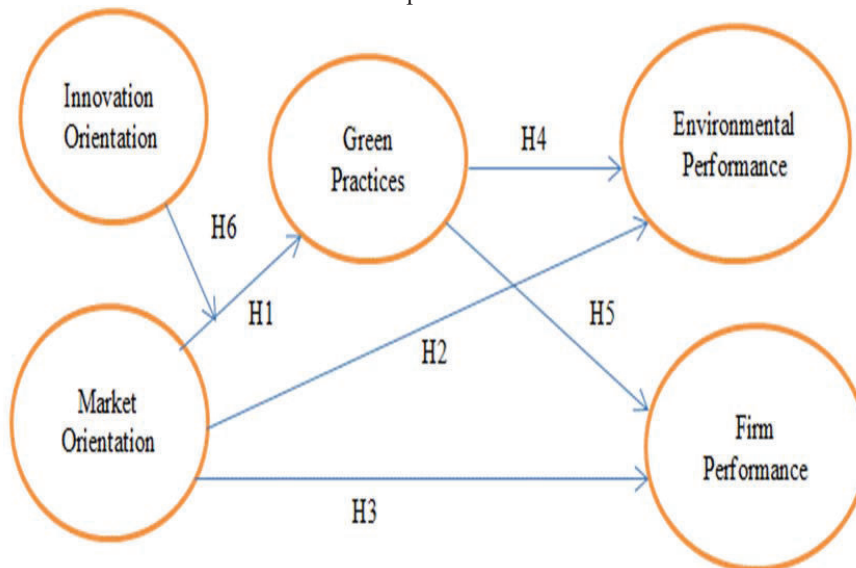 Innovation
Orientation
Green
Practices
H4
Environmental
Performance
H6
H1
H2
H5
Market
Orientation
Firm
Performance
H3